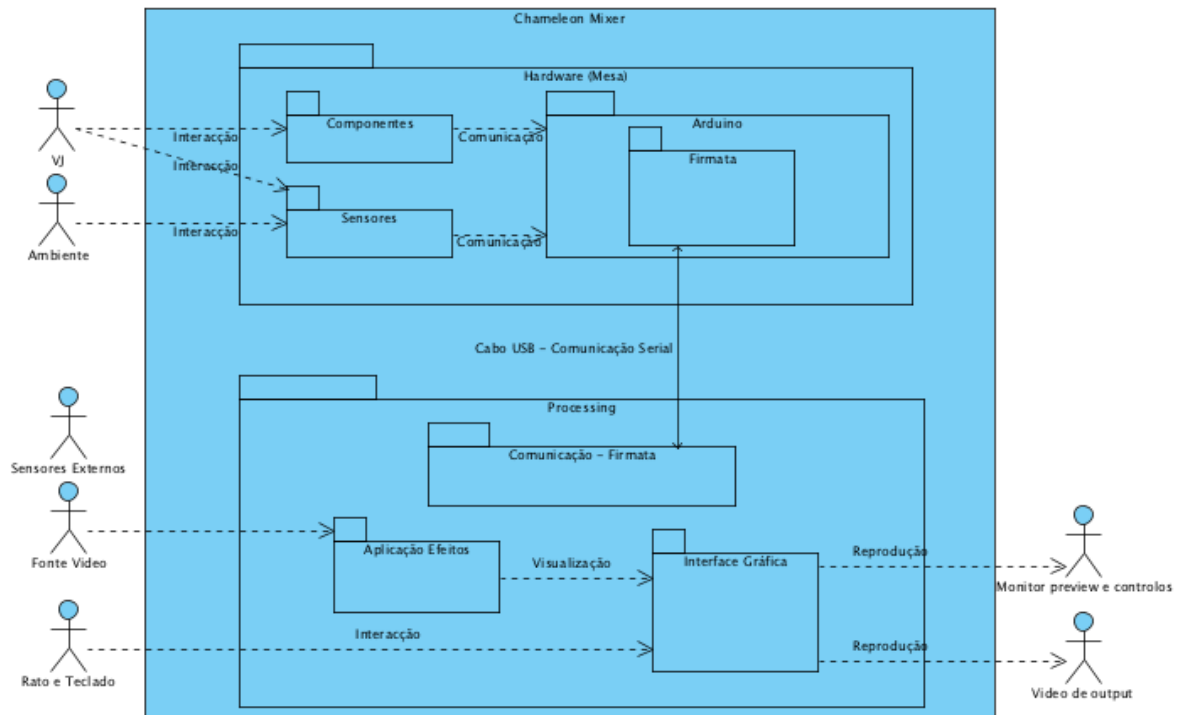 Chameleon Mixer
Hardware (Mesa)
Componentes
Arduino
Firmata
Interacção
Comunicação
VJ
Interacção
Sensores
Interacção
Comunicação
Ambiente
Cabo USB - Comunicação Serial
Processing
Comunicação - Firmata
Sensores Externos
Aplicação Efeitos
Visualização
Interface Gráfica
Reprodução
Fonte Video
Monitor preview e controlos
Interacção
Reprodução
Rato e Teclado
Video de output